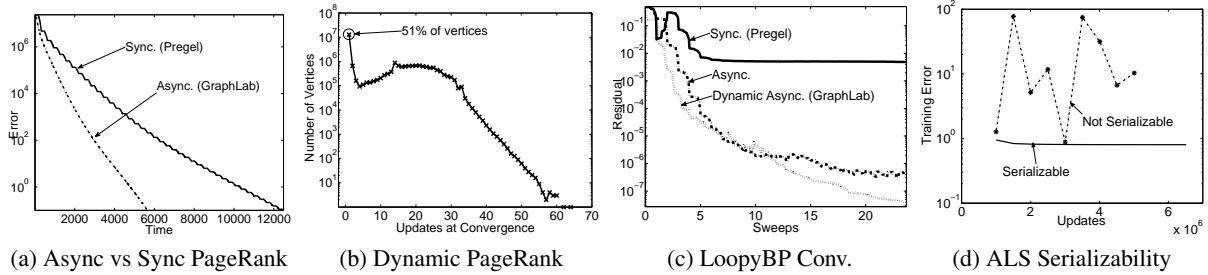 10^6
10^4
10^2
10^0
Error
Sync. (Pregel)
Async. (GraphLab)
2000 4000 6000 8000 10000 12000
Time
(a) Async vs Sync PageRank
10^8
10^7
10^6
10^5
10^4
10^3
10^2
10^1
10^0
Number of Vertices
51% of vertices
0 10 20 30 40 50 60 70
Updates at Convergence
(b) Dynamic PageRank
10^-1
10^-2
10^-3
10^-4
10^-5
10^-6
10^-7
Residual
Sync. (Pregel)
Async.
Dynamic Async. (GraphLab)
0 5 10 15 20
Sweeps
(c) LoopyBP Conv.
10^2
10^1
10^0
10^-1
Training Error
Not Serializable
Serializable
0 2 4 6 8
x 10^6
Updates
(d) ALS Serializability